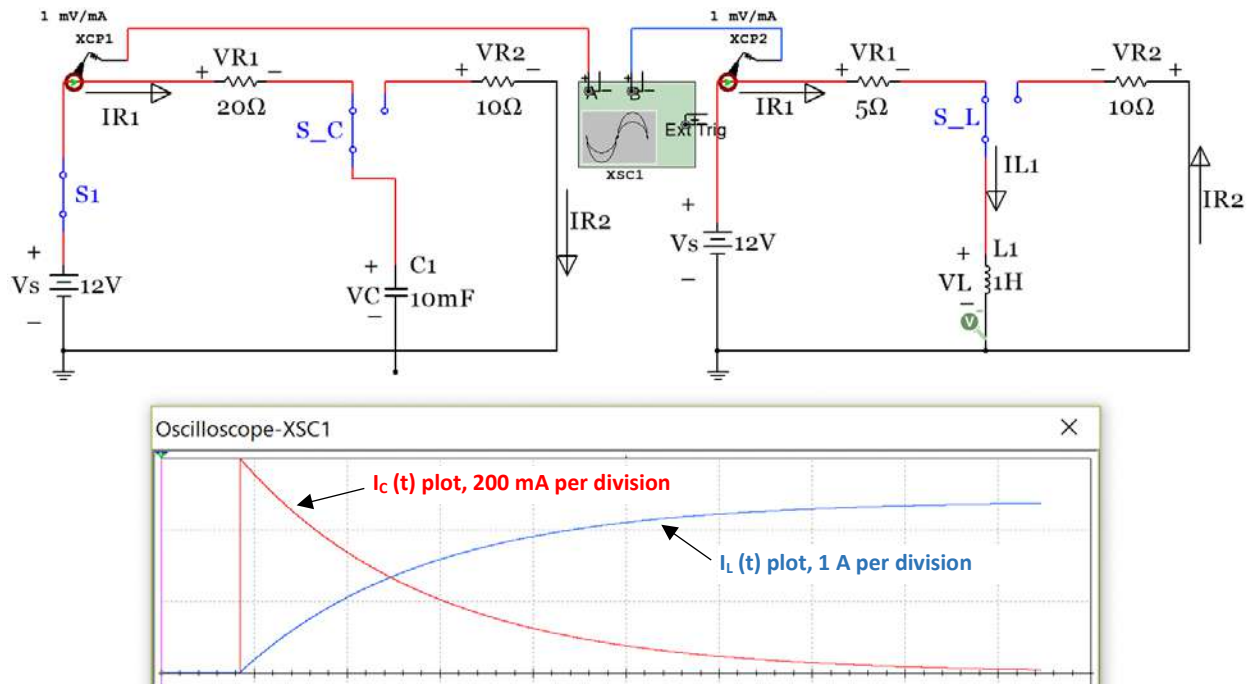 1 mV/mA
XCP1
VR1
+ −
20Ω
IR1
S_C
VR2
+ −
10Ω
IR2
S1
+
Vs 12V
−
+ C1
VC 10mF
−
A B
+ +
Ext Trig
XSC1
1 mV/mA
XCP2
VR1
+ −
5Ω
IR1
S_L
VR2
− +
10Ω
IL1
IR2
+
Vs 12V
−
+ L1
VL 1H
−
V
Oscilloscope-XSC1 ×
IC (t) plot, 200 mA per division
IL (t) plot, 1 A per division